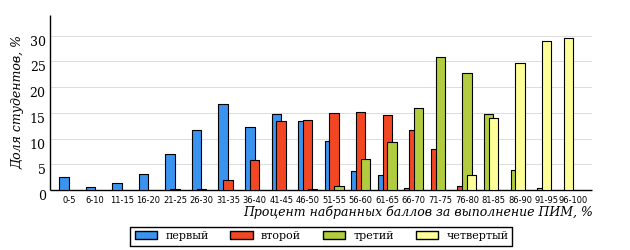 Доля студентов, %
30
25
20
15
10
5
0
0-5 6-10 11-15 16-20 21-25 26-30 31-35 36-40 41-45 46-50 51-55 56-60 61-65 66-70 71-75 76-80 81-85 86-90 91-95 96-100
Процент набранных баллов за выполнение ПИМ, %
первый второй третий четвертый